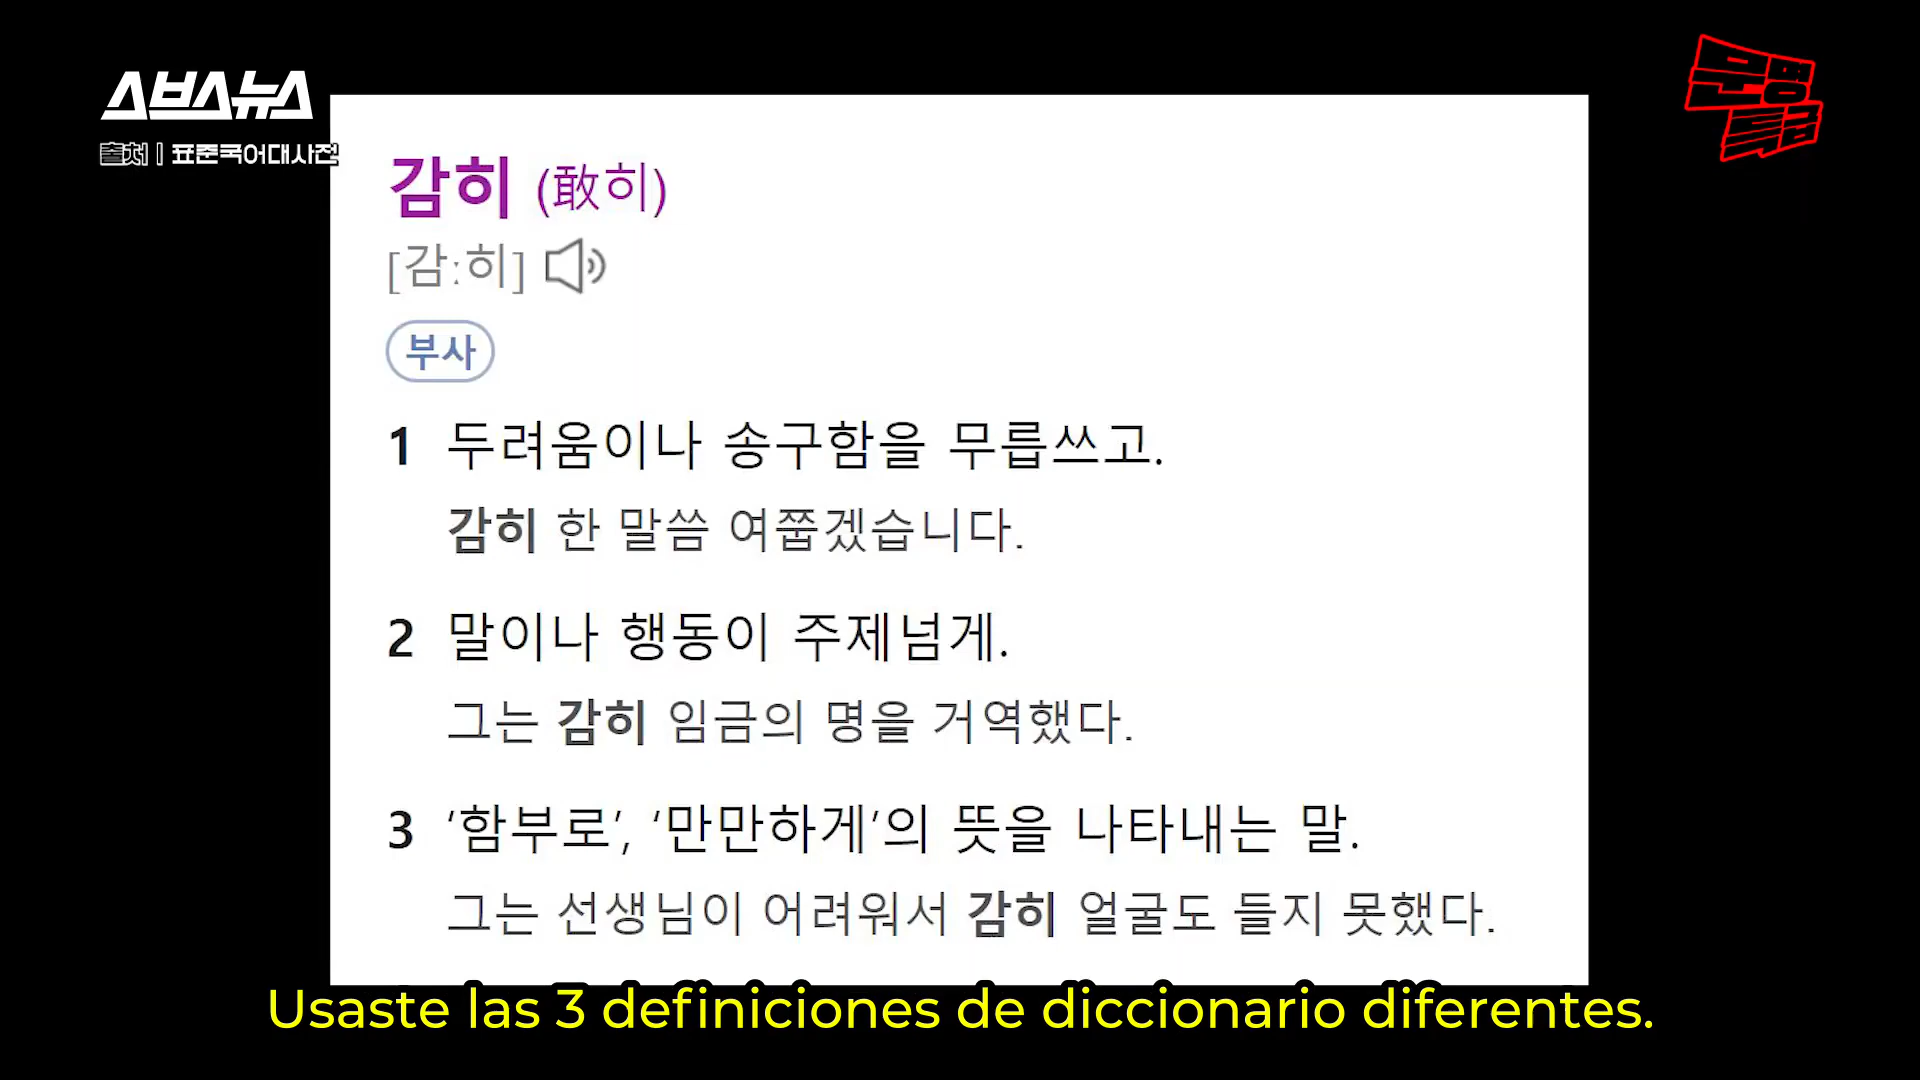 스브스뉴스
출처 | 표준국어대사전
감히 (敢히)
[감ː히]
부사
1 두려움이나 송구함을 무릅쓰고.
감히 한 말씀 여쭙겠습니다.
2 말이나 행동이 주제넘게.
그는 감히 임금의 명을 거역했다.
3 '함부로', '만만하게'의 뜻을 나타내는 말.
그는 선생님이 어려워서 감히 얼굴도 들지 못했다.
Usaste las 3 definiciones de diccionario diferentes.